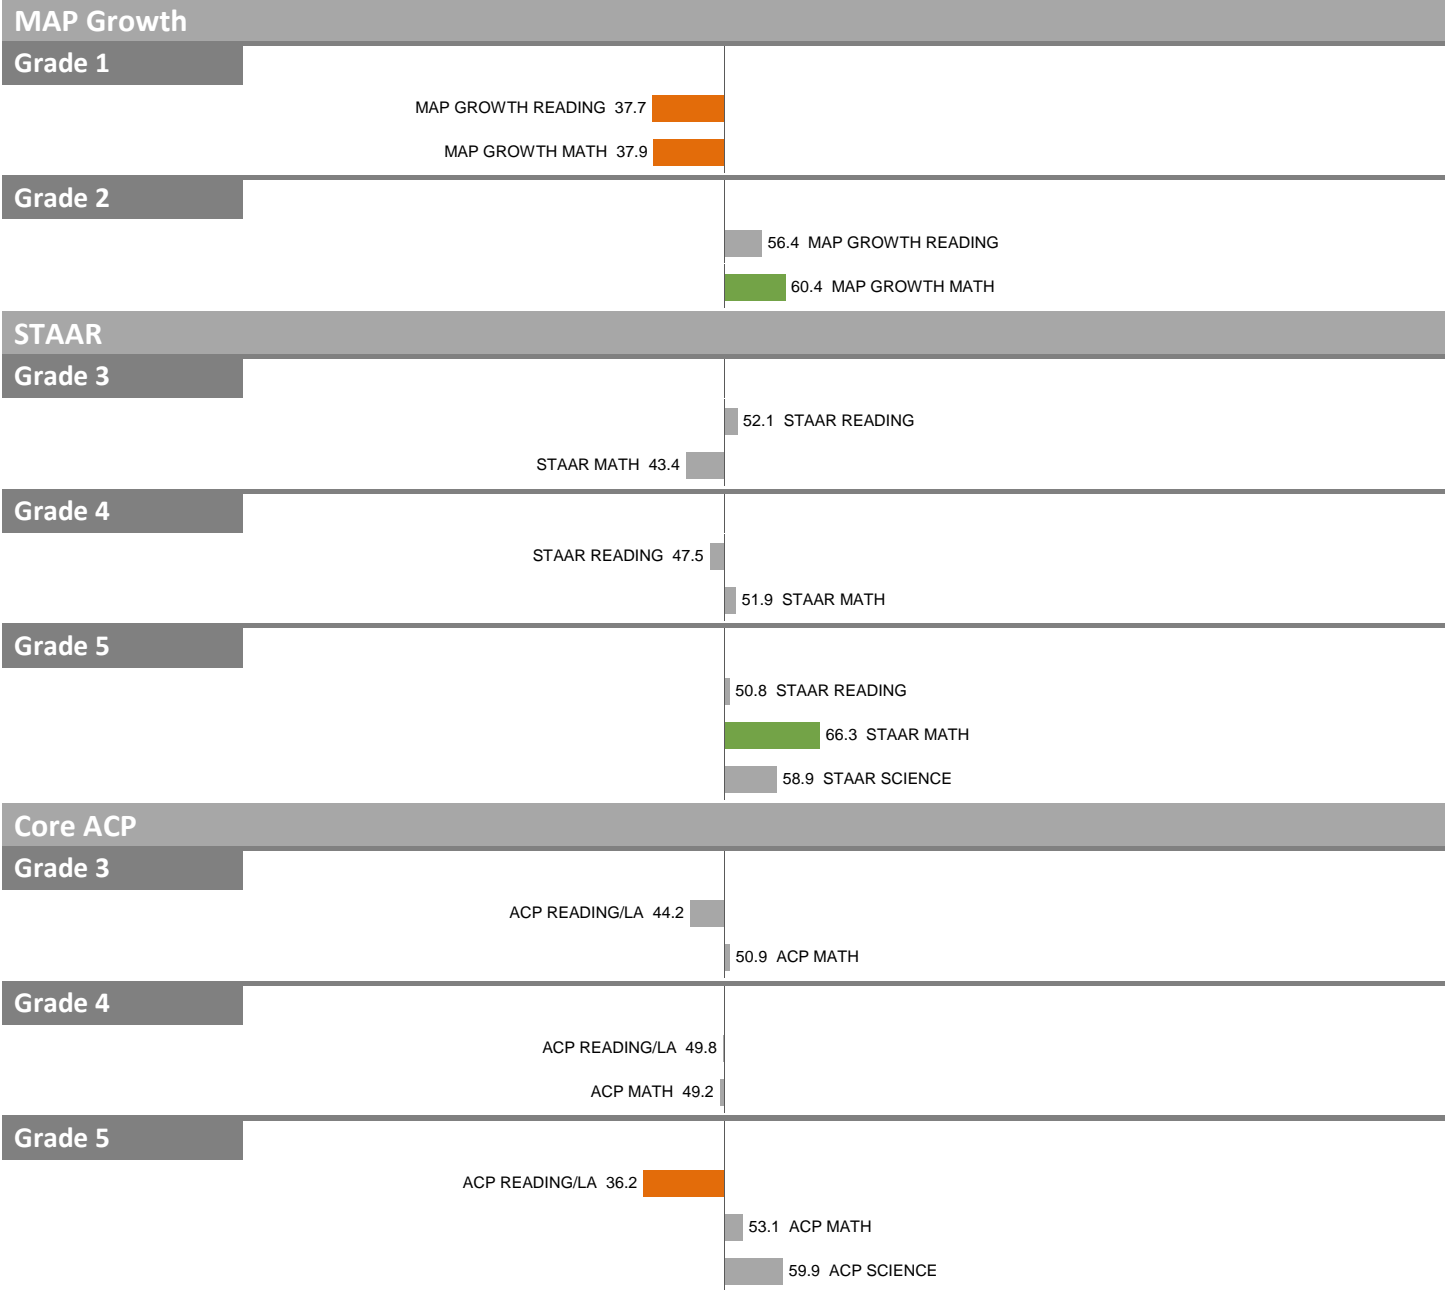 MAP Growth
Grade 1
MAP GROWTH READING 37.7
MAP GROWTH MATH 37.9
Grade 2
56.4 MAP GROWTH READING
60.4 MAP GROWTH MATH
STAAR
Grade 3
52.1 STAAR READING
STAAR MATH 43.4
Grade 4
STAAR READING 47.5
51.9 STAAR MATH
Grade 5
50.8 STAAR READING
66.3 STAAR MATH
58.9 STAAR SCIENCE
Core ACP
Grade 3
ACP READING/LA 44.2
50.9 ACP MATH
Grade 4
ACP READING/LA 49.8
ACP MATH 49.2
Grade 5
ACP READING/LA 36.2
53.1 ACP MATH
59.9 ACP SCIENCE